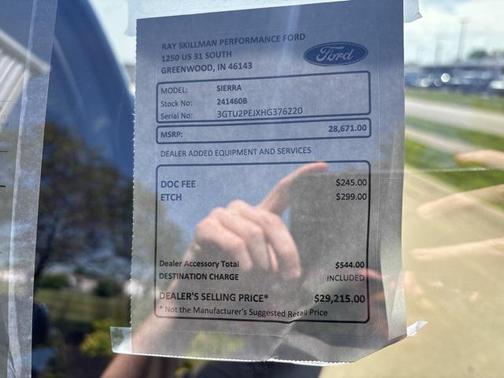 RAY SKILLMAN PERFORMANCE FORD
1250 US 31 SOUTH
GREENWOOD, IN 46143
Ford
MODEL: SIERRA
Stock No: 241460B
Serial No: 3GTU2PEJXHG376220
MSRP: 28,671.00
DEALER ADDED EQUIPMENT AND SERVICES
DOC FEE $245.00
ETCH $299.00
Dealer Accessory Total $544.00
DESTINATION CHARGE INCLUDED
DEALER'S SELLING PRICE* $29,215.00
* Not the Manufacturer's Suggested Retail Price